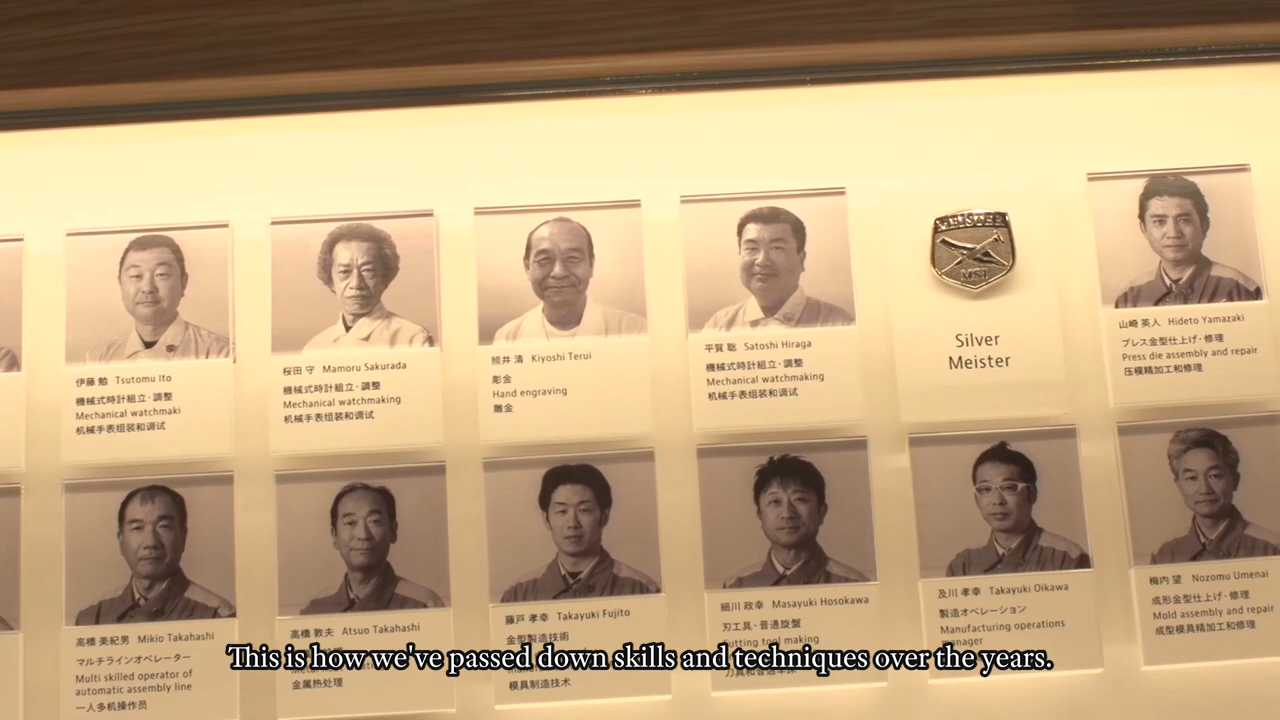 伊藤 勉 Tsutomu Ito
機械式時計組立・調整
Mechanical watchmaki
机械手表组装和调试
桜田 守 Mamoru Sakurada
機械式時計組立・調整
Mechanical watchmaking
机械手表组装和调试
照井 清 Kiyoshi Terui
彫金
Hand engraving
雕金
平賀 聡 Satoshi Hiraga
機械式時計組立・調整
Mechanical watchmaking
机械手表组装和调试
MEISTER
MSI
Silver
Meister
山崎 英人 Hideto Yamazaki
プレス金型仕上げ・修理
Press die assembly and repair
压模精加工和修理
高橋 美紀男 Mikio Takahashi
マルチラインオペレーター
Multi skilled operator of
automatic assembly line
一人多机操作员
高橋 敦夫 Atsuo Takahashi
金属热处理
藤戸 孝幸 Takayuki Fujito
金型製造技術
模具制造技术
細川 政幸 Masayuki Hosokawa
刃工具・普通旋盤
Cutting tool making
及川 孝幸 Takayuki Oikawa
製造オペレーション
Manufacturing operations
manager
梅内 望 Nozomu Umenai
成形金型仕上げ・修理
Mold assembly and repair
成型模具精加工和修理
This is how we've passed down skills and techniques over the years.